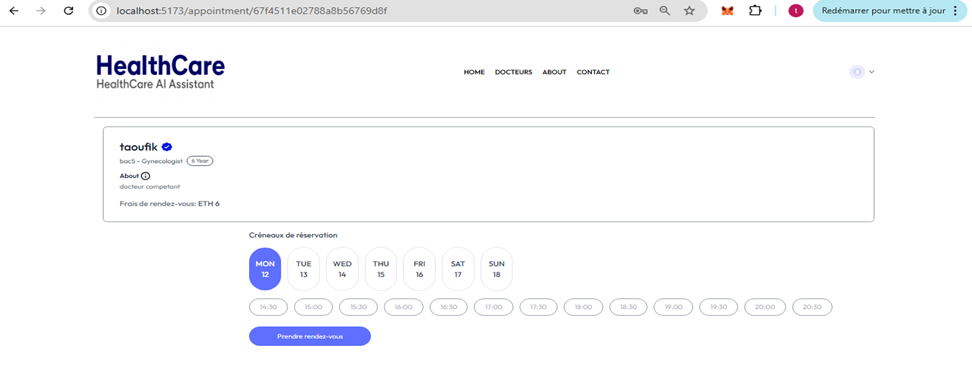 localhost:5173/appointment/67f4511e02788a8b56769d8f
t
Redémarrer pour mettre à jour
HealthCare
HealthCare AI Assistant
HOME DOCTEURS ABOUT CONTACT
taoufik
bac5 - Gynecologist 6 Year
About
docteur competant
Frais de rendez-vous: ETH 6
Créneaux de réservation
MON TUE WED THU FRI SAT SUN
12 13 14 15 16 17 18
14:30 15:00 15:30 16:00 16:30 17:00 17:30 18:00 18:30 19:00 19:30 20:00 20:30
Prendre rendez-vous